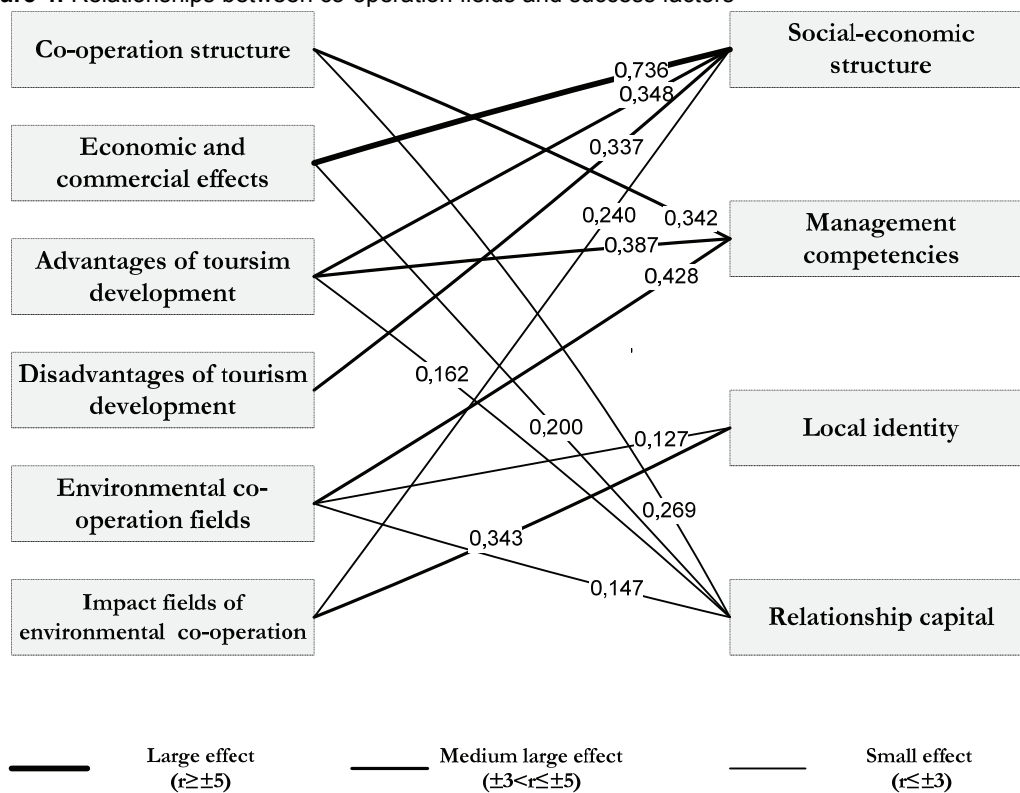 Relationships between co-operation fields and success factors
Co-operation structure
Economic and
commercial effects
Advantages of toursim
development
Disadvantages of tourism
development
Environmental co-
operation fields
Impact fields of
environmental co-operation
0,736
0,348
0,337
0,240
0,342
0,387
0,428
0,162
0,200
0,127
0,269
0,343
0,147
Social-economic
structure
Management
competencies
Local identity
Relationship capital
Large effect
(r≥±5)
Medium large effect
(±3<r≤±5)
Small effect
(r≤±3)